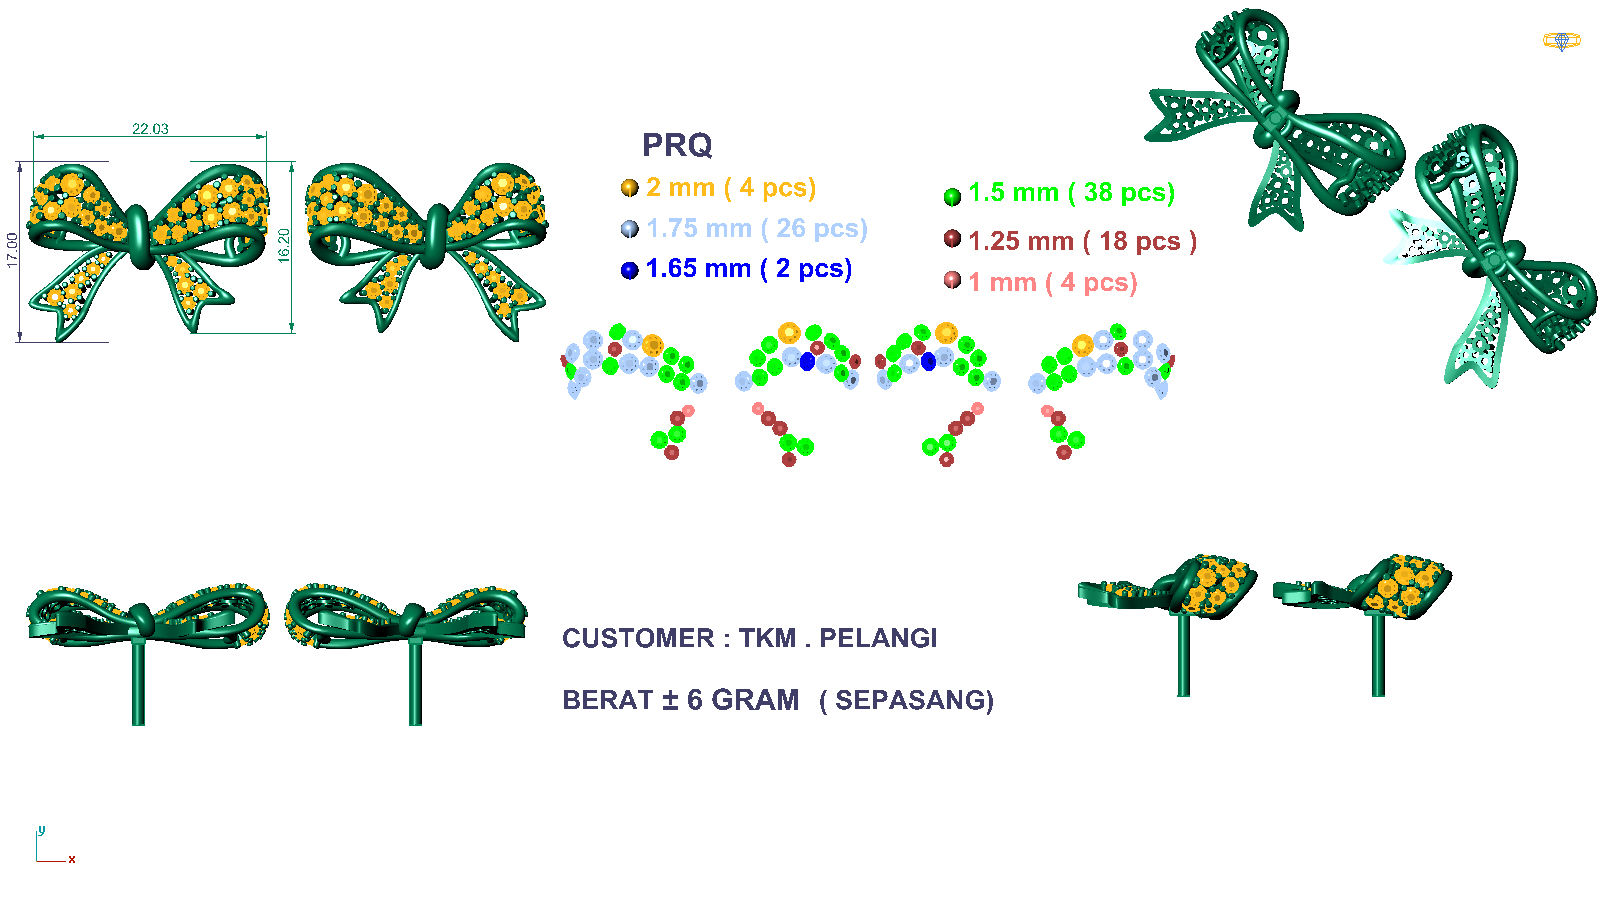 22.03
17.00
16.20
PRQ
2 mm ( 4 pcs)
1.75 mm ( 26 pcs)
1.65 mm ( 2 pcs)
1.5 mm ( 38 pcs)
1.25 mm ( 18 pcs )
1 mm ( 4 pcs)
CUSTOMER : TKM . PELANGI
BERAT ± 6 GRAM ( SEPASANG)
y
x